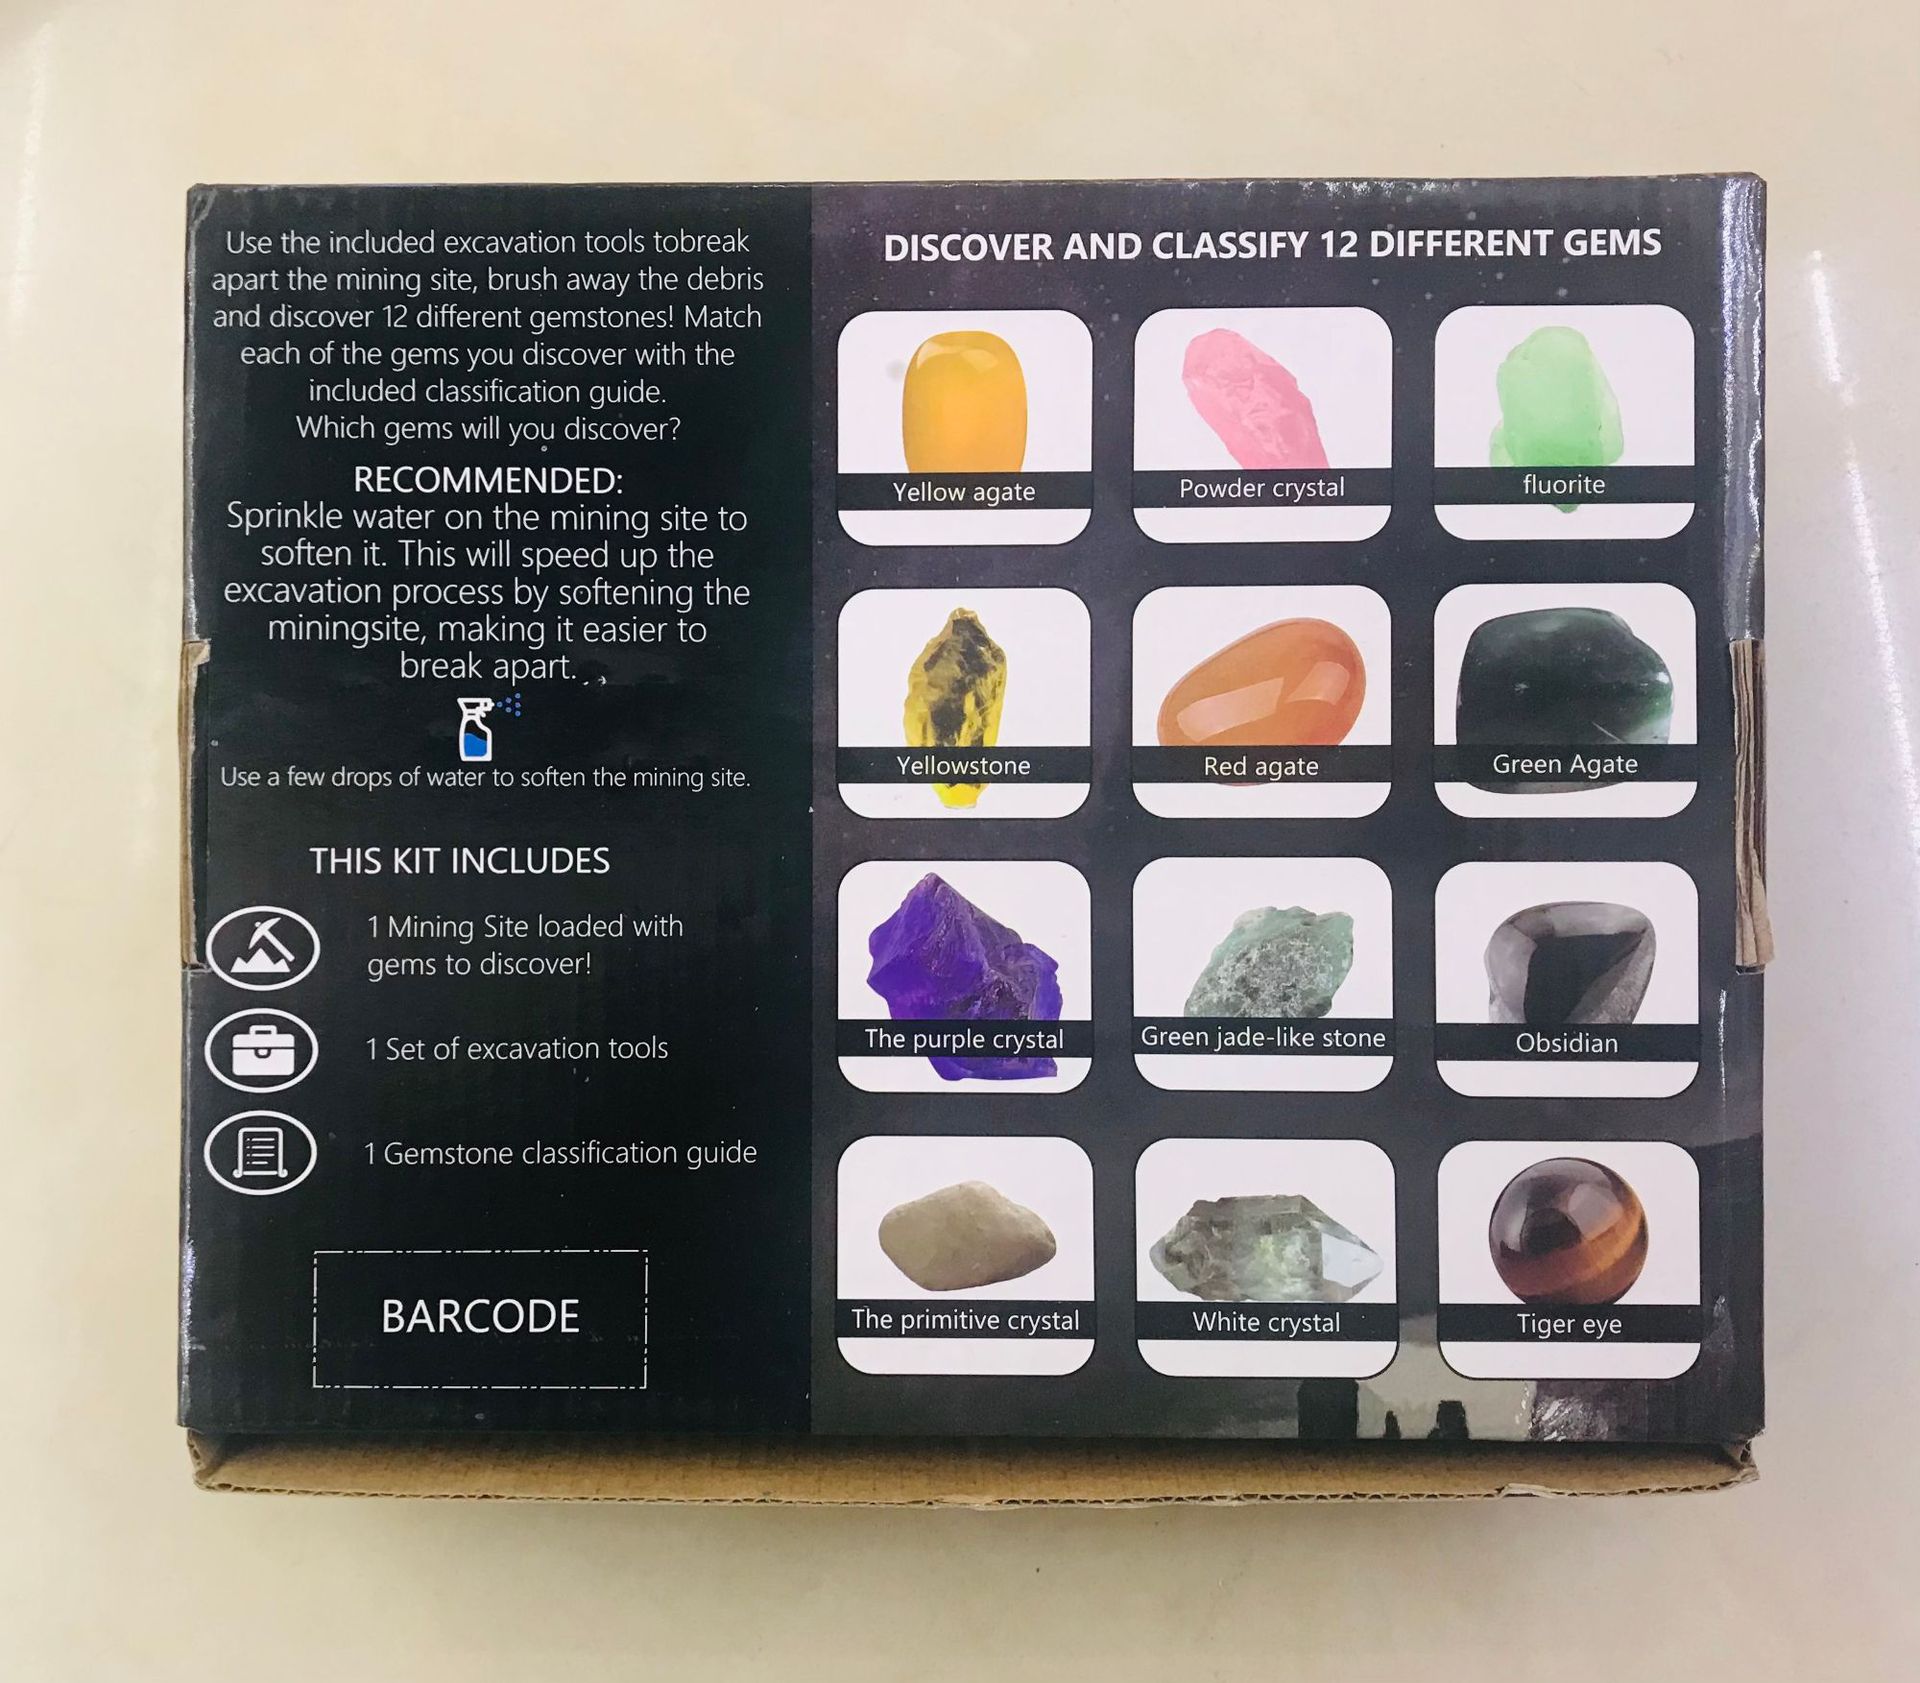 Use the included excavation tools tobreak
apart the mining site, brush away the debris
and discover 12 different gemstones! Match
each of the gems you discover with the
included classification guide.
Which gems will you discover?
RECOMMENDED:
Sprinkle water on the mining site to
soften it. This will speed up the
excavation process by softening the
miningsite, making it easier to
break apart.
Use a few drops of water to soften the mining site.
THIS KIT INCLUDES
1 Mining Site loaded with
gems to discover!
1 Set of excavation tools
1 Gemstone classification guide
BARCODE
DISCOVER AND CLASSIFY 12 DIFFERENT GEMS
Yellow agate
Powder crystal
fluorite
Yellowstone
Red agate
Green Agate
The purple crystal
Green jade-like stone
Obsidian
The primitive crystal
White crystal
Tiger eye